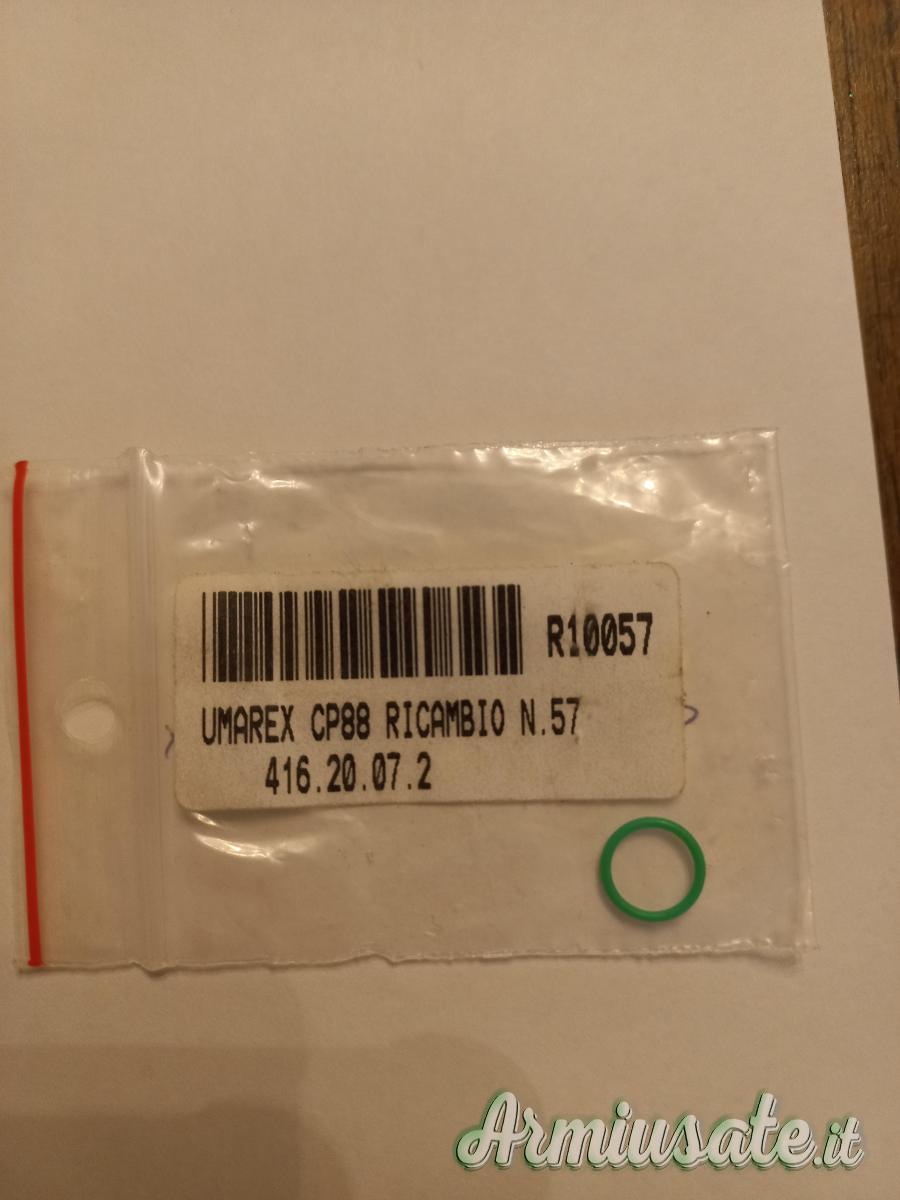 R10057
UMAREX CP88 RICAMBIO N.57
416.20.07.2
Armiusate.it